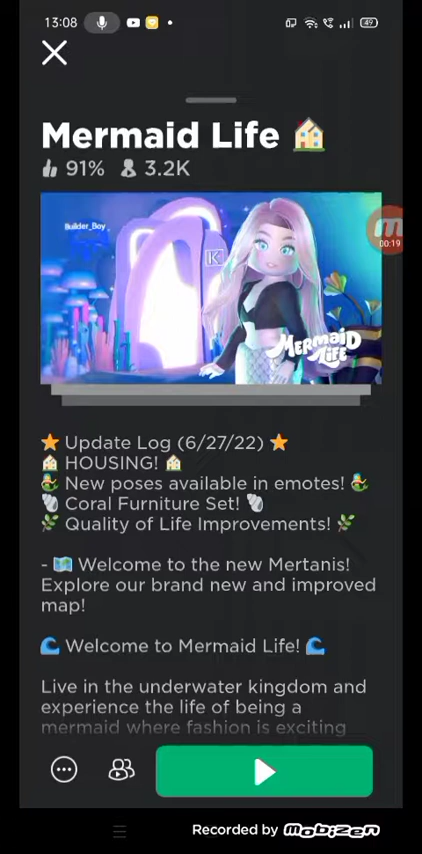 13:08
49
Mermaid Life 🏠
91% 3.2K
Builder_Boy
K
MERMAID
LIFE
00:19
⭐ Update Log (6/27/22) ⭐
🏠 HOUSING! 🏠
🧜‍♀️ New poses available in emotes! 🧜‍♀️
🐚 Coral Furniture Set! 🐚
🌿 Quality of Life Improvements! 🌿
- 🗺️ Welcome to the new Mertanis!
Explore our brand new and improved
map!
🌊 Welcome to Mermaid Life! 🌊
Live in the underwater kingdom and
experience the life of being a
mermaid where fashion is exciting
Recorded by mobizen